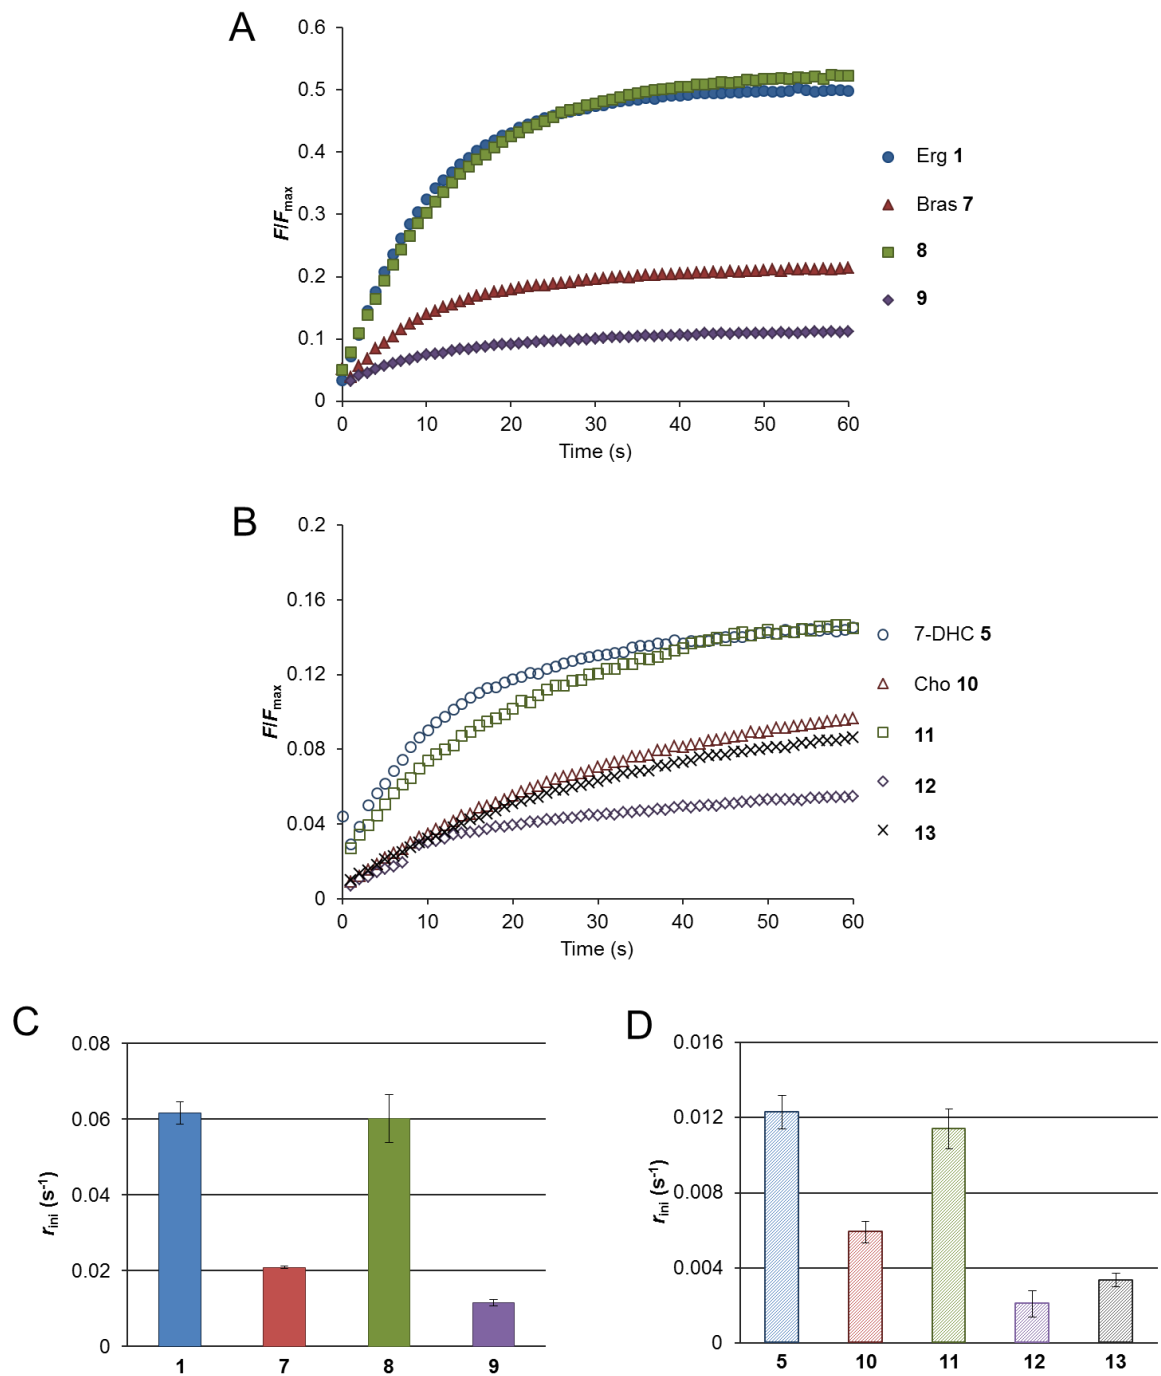 A
0.6
0.5
0.4
0.3
0.2
0.1
0
F/Fmax
0 10 20 30 40 50 60
Time (s)
Erg 1
Bras 7
8
9
B
0.2
0.16
0.12
0.08
0.04
0
F/Fmax
0 10 20 30 40 50 60
Time (s)
7-DHC 5
Cho 10
11
12
13
C
0.08
0.06
0.04
0.02
0
rini (s-1)
1 7 8 9
D
0.016
0.012
0.008
0.004
0
rini (s-1)
5 10 11 12 13